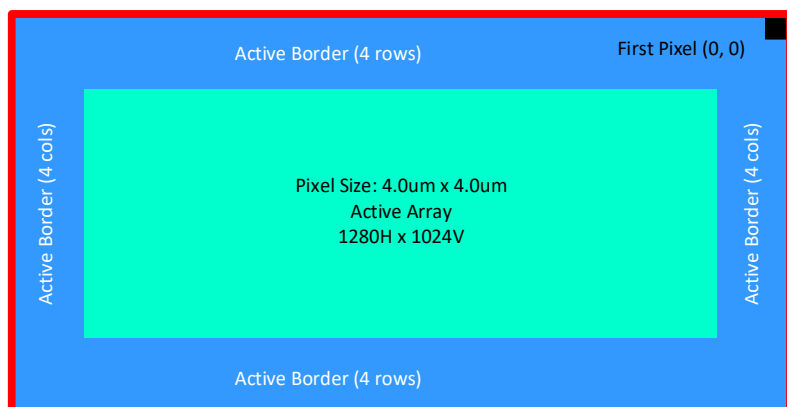 Active Border (4 rows)
First Pixel (0, 0)
Active Border (4 cols)
Pixel Size: 4.0um x 4.0um
Active Array
1280H x 1024V
Active Border (4 cols)
Active Border (4 rows)